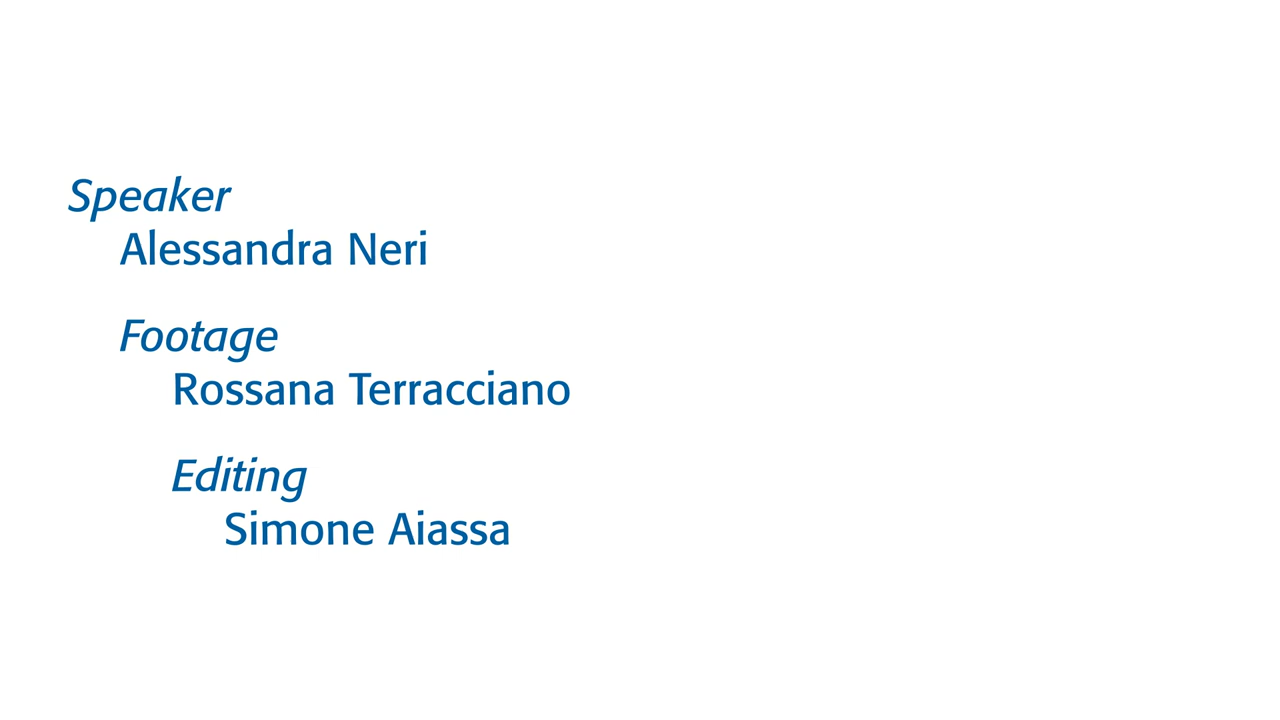 Speaker
Alessandra Neri
Footage
Rossana Terracciano
Editing
Simone Aiassa